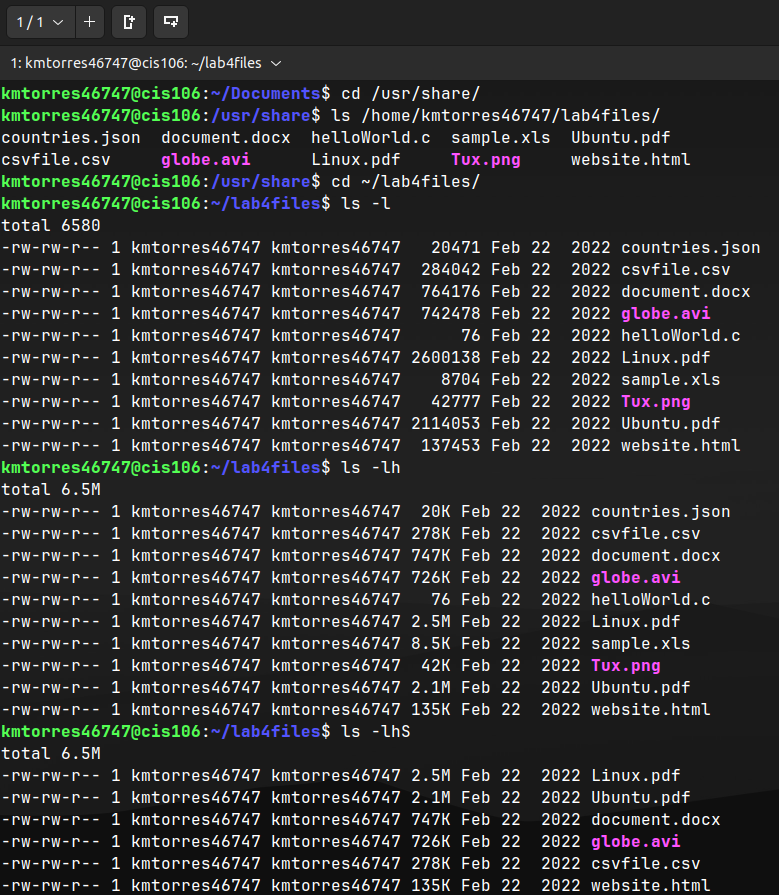 1 / 1
1: kmtorres46747@cis106: ~/lab4files
kmtorres46747@cis106:~/Documents$ cd /usr/share/
kmtorres46747@cis106:/usr/share$ ls /home/kmtorres46747/lab4files/
countries.json  document.docx  helloWorld.c  sample.xls  Ubuntu.pdf
csvfile.csv     globe.avi      Linux.pdf     Tux.png     website.html
kmtorres46747@cis106:/usr/share$ cd ~/lab4files/
kmtorres46747@cis106:~/lab4files$ ls -l
total 6580
-rw-rw-r-- 1 kmtorres46747 kmtorres46747   20471 Feb 22  2022 countries.json
-rw-rw-r-- 1 kmtorres46747 kmtorres46747  284042 Feb 22  2022 csvfile.csv
-rw-rw-r-- 1 kmtorres46747 kmtorres46747  764176 Feb 22  2022 document.docx
-rw-rw-r-- 1 kmtorres46747 kmtorres46747  742478 Feb 22  2022 globe.avi
-rw-rw-r-- 1 kmtorres46747 kmtorres46747      76 Feb 22  2022 helloWorld.c
-rw-rw-r-- 1 kmtorres46747 kmtorres46747 2600138 Feb 22  2022 Linux.pdf
-rw-rw-r-- 1 kmtorres46747 kmtorres46747    8704 Feb 22  2022 sample.xls
-rw-rw-r-- 1 kmtorres46747 kmtorres46747   42777 Feb 22  2022 Tux.png
-rw-rw-r-- 1 kmtorres46747 kmtorres46747 2114053 Feb 22  2022 Ubuntu.pdf
-rw-rw-r-- 1 kmtorres46747 kmtorres46747  137453 Feb 22  2022 website.html
kmtorres46747@cis106:~/lab4files$ ls -lh
total 6.5M
-rw-rw-r-- 1 kmtorres46747 kmtorres46747  20K Feb 22  2022 countries.json
-rw-rw-r-- 1 kmtorres46747 kmtorres46747 278K Feb 22  2022 csvfile.csv
-rw-rw-r-- 1 kmtorres46747 kmtorres46747 747K Feb 22  2022 document.docx
-rw-rw-r-- 1 kmtorres46747 kmtorres46747 726K Feb 22  2022 globe.avi
-rw-rw-r-- 1 kmtorres46747 kmtorres46747   76 Feb 22  2022 helloWorld.c
-rw-rw-r-- 1 kmtorres46747 kmtorres46747 2.5M Feb 22  2022 Linux.pdf
-rw-rw-r-- 1 kmtorres46747 kmtorres46747 8.5K Feb 22  2022 sample.xls
-rw-rw-r-- 1 kmtorres46747 kmtorres46747  42K Feb 22  2022 Tux.png
-rw-rw-r-- 1 kmtorres46747 kmtorres46747 2.1M Feb 22  2022 Ubuntu.pdf
-rw-rw-r-- 1 kmtorres46747 kmtorres46747 135K Feb 22  2022 website.html
kmtorres46747@cis106:~/lab4files$ ls -lhS
total 6.5M
-rw-rw-r-- 1 kmtorres46747 kmtorres46747 2.5M Feb 22  2022 Linux.pdf
-rw-rw-r-- 1 kmtorres46747 kmtorres46747 2.1M Feb 22  2022 Ubuntu.pdf
-rw-rw-r-- 1 kmtorres46747 kmtorres46747 747K Feb 22  2022 document.docx
-rw-rw-r-- 1 kmtorres46747 kmtorres46747 726K Feb 22  2022 globe.avi
-rw-rw-r-- 1 kmtorres46747 kmtorres46747 278K Feb 22  2022 csvfile.csv
-rw-rw-r-- 1 kmtorres46747 kmtorres46747 135K Feb 22  2022 website.html